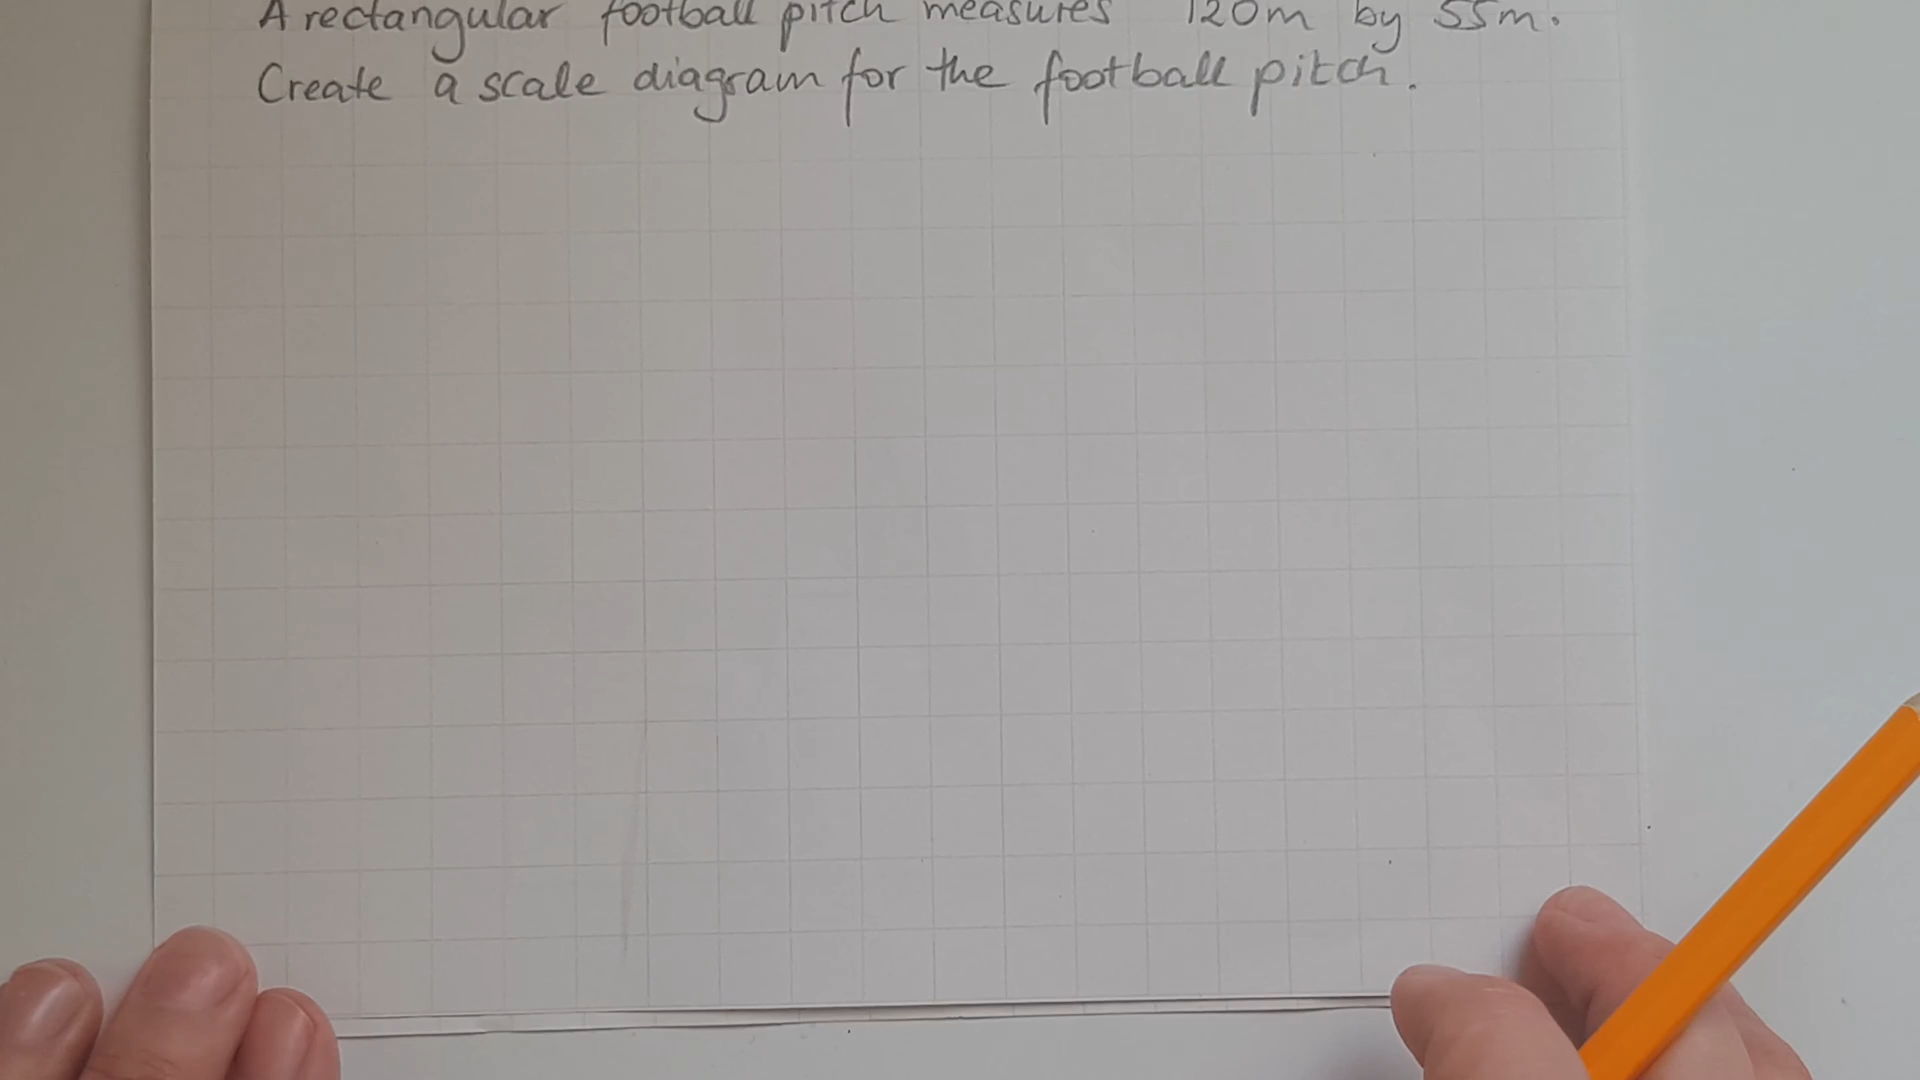 A rectangular football pitch measures 120m by 55m.
Create a scale diagram for the football pitch.